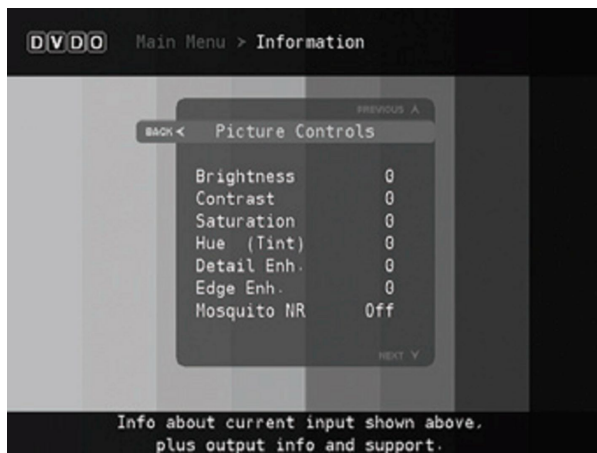 DVDO Main Menu > Information
PREVIOUS ∧
BACK < Picture Controls
Brightness 0
Contrast 0
Saturation 0
Hue (Tint) 0
Detail Enh. 0
Edge Enh. 0
Mosquito NR Off
NEXT ∨
Info about current input shown above,
plus output info and support.